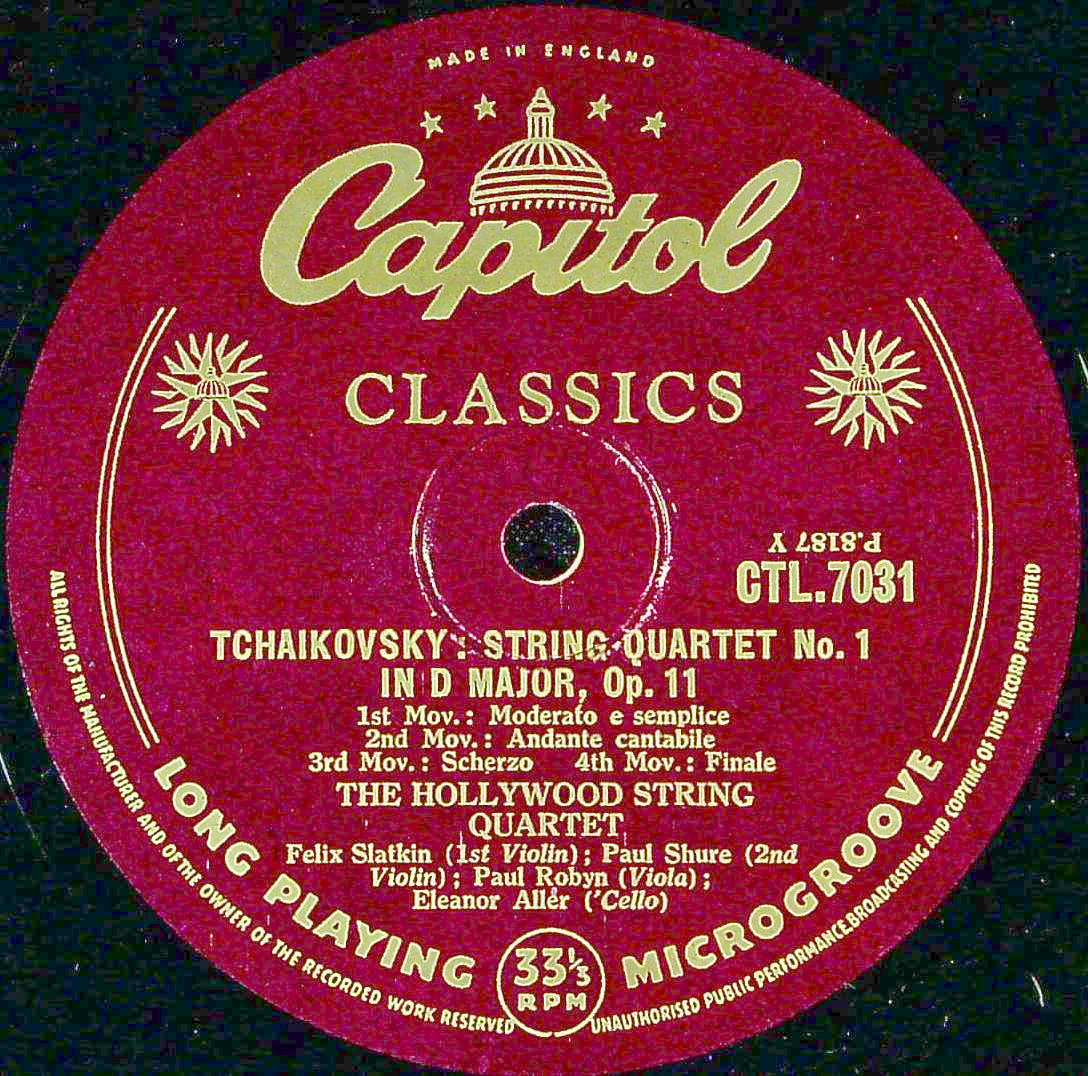 MADE IN ENGLAND
Capitol
CLASSICS
P.8187 Y
CTL.7031
TCHAIKOVSKY: STRING QUARTET No. 1
IN D MAJOR, Op. 11
1st Mov.: Moderato e semplice
2nd Mov.: Andante cantabile
3rd Mov.: Scherzo 4th Mov.: Finale
THE HOLLYWOOD STRING
QUARTET
Felix Slatkin (1st Violin); Paul Shure (2nd
Violin); Paul Robyn (Viola);
Eleanor Aller ('Cello)
LONG PLAYING 33⅓ RPM MICROGROOVE
ALL RIGHTS OF THE MANUFACTURER AND OF THE OWNER OF THE RECORDED WORK RESERVED
UNAUTHORISED PUBLIC PERFORMANCE, BROADCASTING AND COPYING OF THIS RECORD PROHIBITED